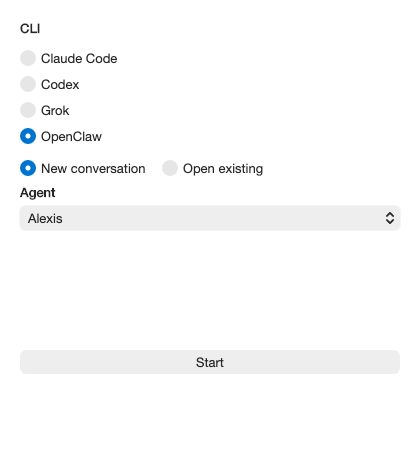 CLI
Claude Code
Codex
Grok
OpenClaw
New conversation Open existing
Agent
Alexis
Start